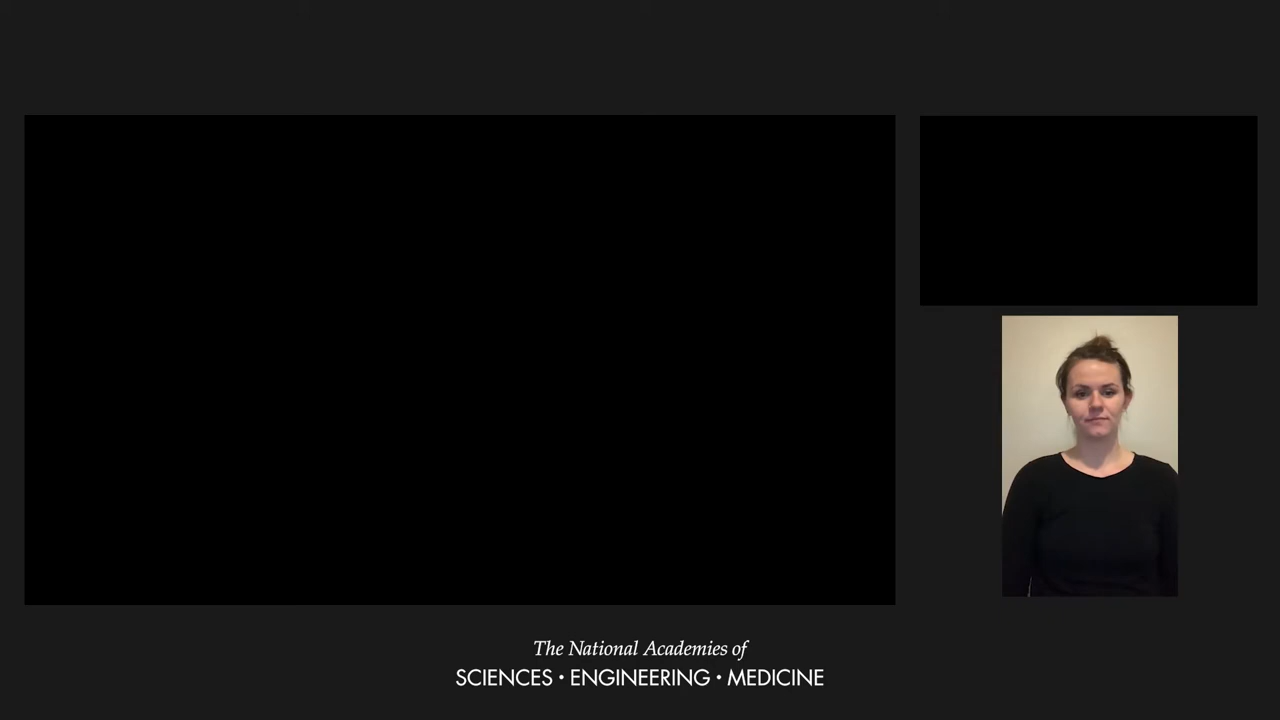 The National Academies of
SCIENCES • ENGINEERING • MEDICINE